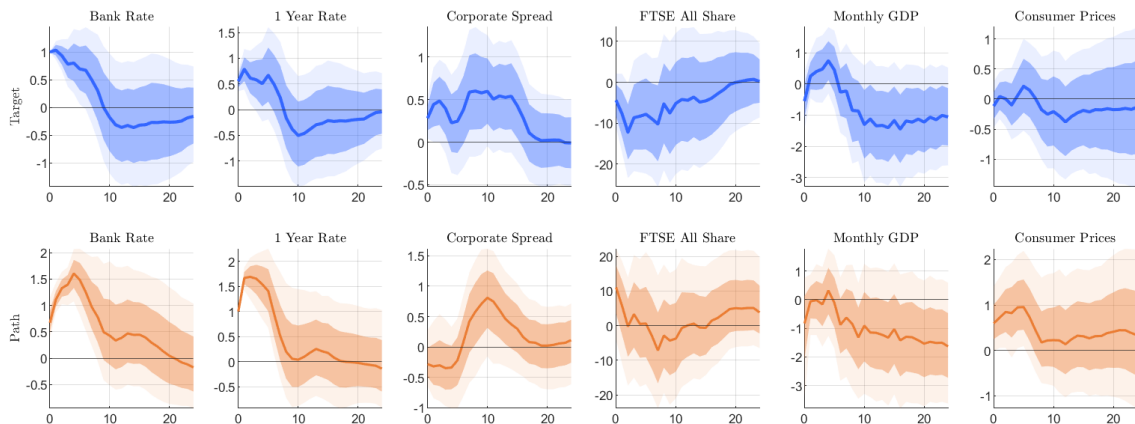 Bank Rate 1 Year Rate Corporate Spread FTSE All Share Monthly GDP Consumer Prices
Target
1 0.5 0 -0.5 -1
1.5 1 0.5 0 -0.5 -1
1 0.5 0 -0.5
10 0 -10 -20
1 0 -1 -2 -3
1 0.5 0 -0.5 -1
0 10 20 0 10 20 0 10 20 0 10 20 0 10 20 0 10 20
Bank Rate 1 Year Rate Corporate Spread FTSE All Share Monthly GDP Consumer Prices
Path
2 1.5 1 0.5 0 -0.5
2 1.5 1 0.5 0 -0.5
1.5 1 0.5 0 -0.5 -1
20 10 0 -10 -20
1 0 -1 -2 -3
2 1 0 -1
0 10 20 0 10 20 0 10 20 0 10 20 0 10 20 0 10 20